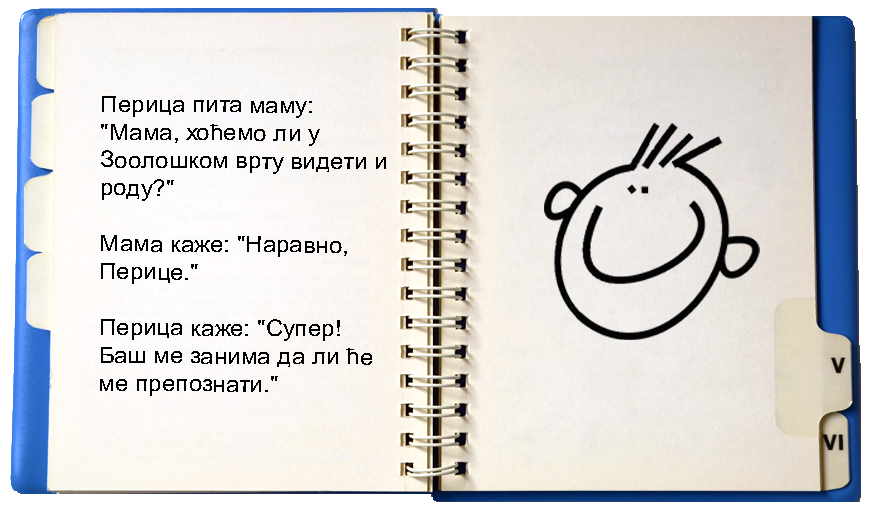 Перица пита маму:
"Мама, хоћемо ли у
Зоолошком врту видети и
роду?"
Мама каже: "Наравно,
Перице."
Перица каже: "Супер!
Баш ме занима да ли ће
ме препознати."
V
VI